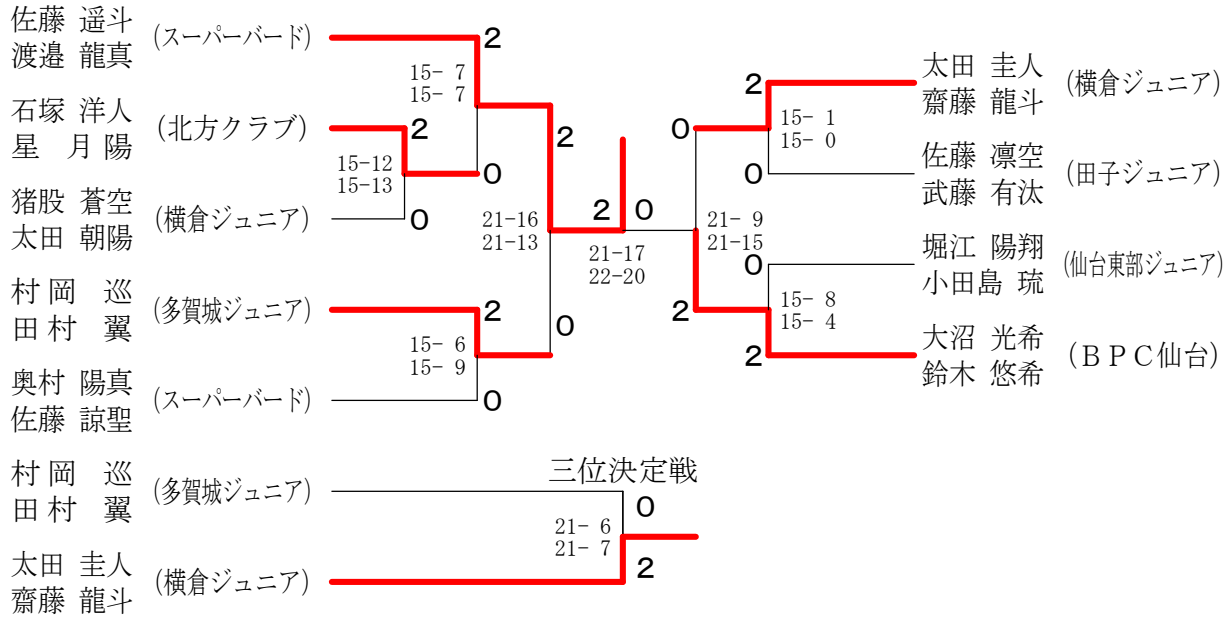 佐藤 遥斗
渡邉 龍真
(スーパーバード)
2
15- 7
15- 7
石塚 洋人
星 月陽
(北方クラブ)
2
0
15-12
15-13
猪股 蒼空
太田 朝陽
(横倉ジュニア)
0
2
21-16
21-13
村岡 巡
田村 翼
(多賀城ジュニア)
2
0
15- 6
15- 9
奥村 陽真
佐藤 諒聖
(スーパーバード)
0
2 0
21-17
22-20
太田 圭人
齋藤 龍斗
(横倉ジュニア)
2
0
15- 1
15- 0
佐藤 凛空
武藤 有汰
(田子ジュニア)
0
21- 9
21-15
堀江 陽翔
小田島 琉
(仙台東部ジュニア)
0
2
15- 8
15- 4
大沼 光希
鈴木 悠希
(BPC仙台)
2
三位決定戦
村岡 巡
田村 翼
(多賀城ジュニア)
0
21- 6
21- 7
太田 圭人
齋藤 龍斗
(横倉ジュニア)
2